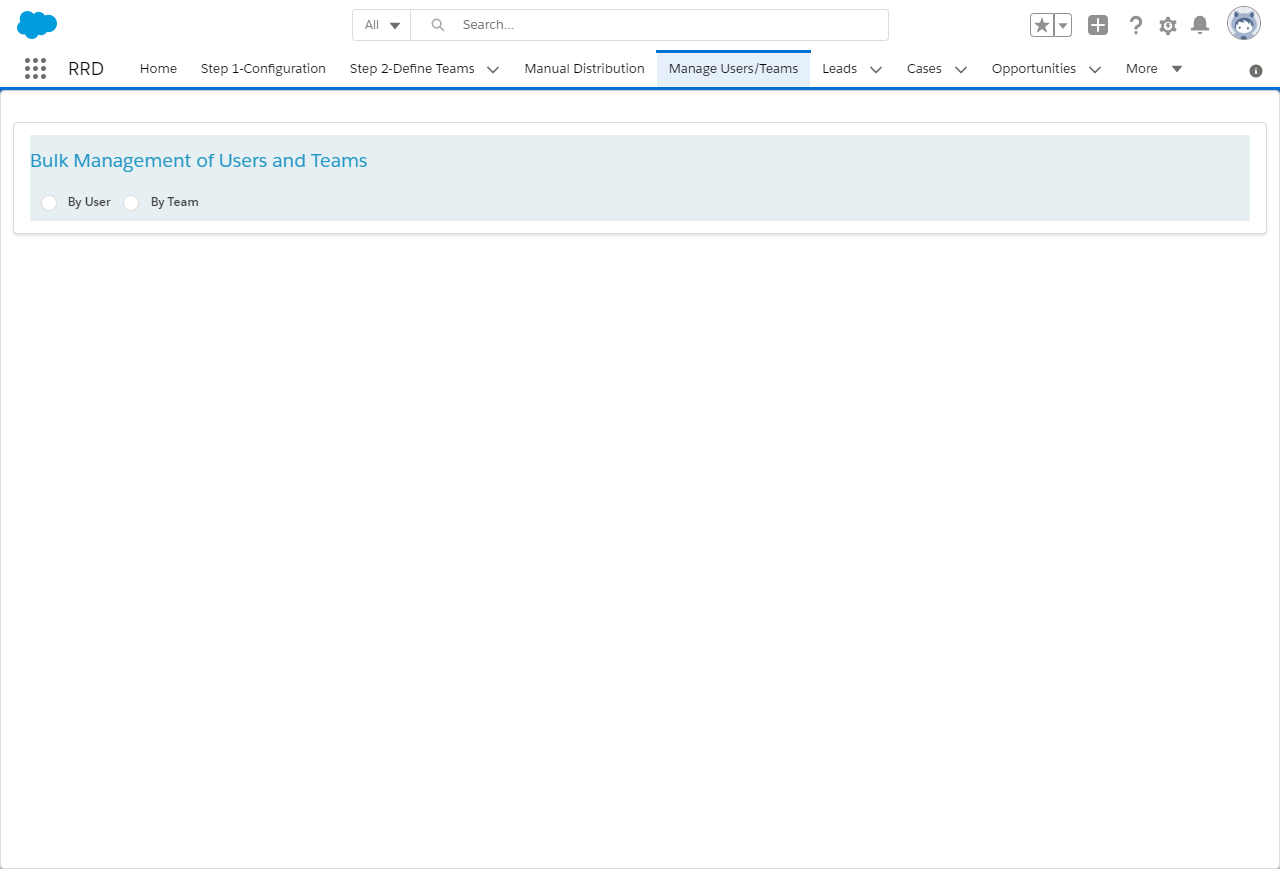 All
Search...
RRD
Home
Step 1-Configuration
Step 2-Define Teams
Manual Distribution
Manage Users/Teams
Leads
Cases
Opportunities
More
Bulk Management of Users and Teams
By User
By Team